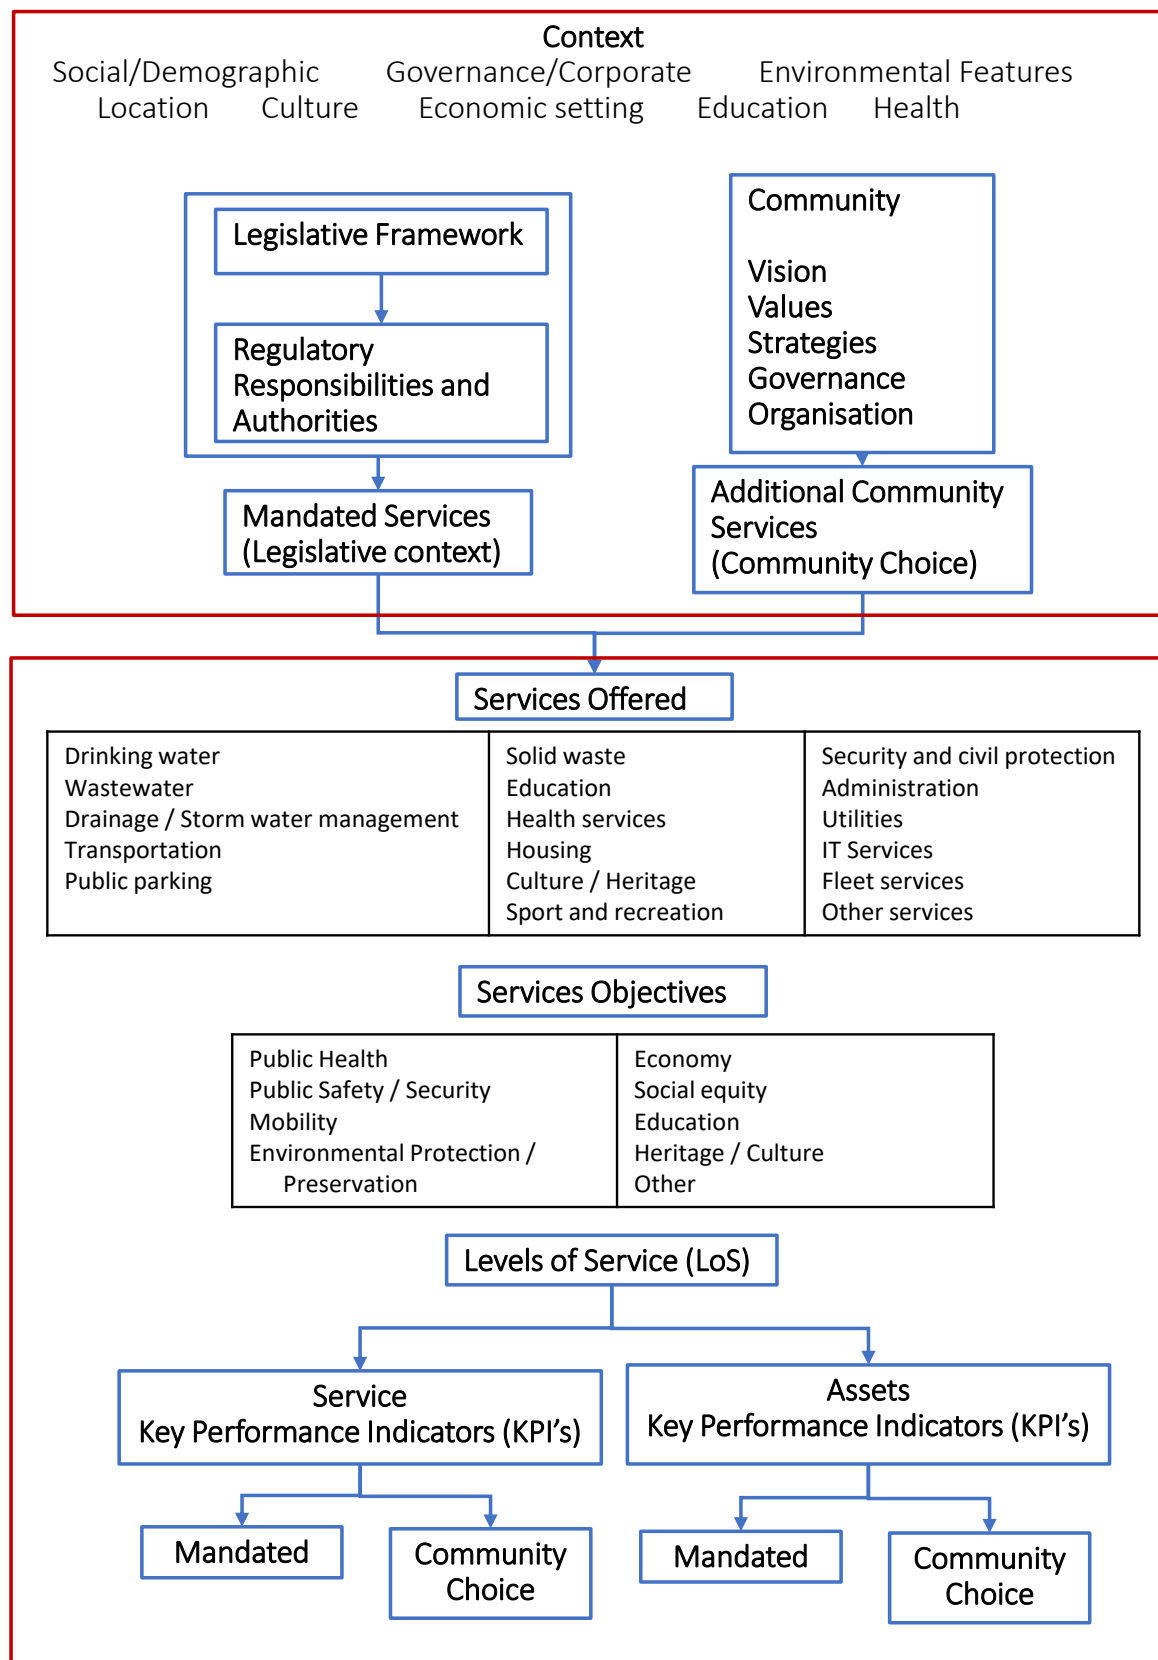 Context
Social/Demographic Governance/Corporate Environmental Features
Location Culture Economic setting Education Health
Legislative Framework
Regulatory
Responsibilities and
Authorities
Mandated Services
(Legislative context)
Community
Vision
Values
Strategies
Governance
Organisation
Additional Community
Services
(Community Choice)
Services Offered
Drinking water
Wastewater
Drainage / Storm water management
Transportation
Public parking
Solid waste
Education
Health services
Housing
Culture / Heritage
Sport and recreation
Security and civil protection
Administration
Utilities
IT Services
Fleet services
Other services
Services Objectives
Public Health
Public Safety / Security
Mobility
Environmental Protection /
Preservation
Economy
Social equity
Education
Heritage / Culture
Other
Levels of Service (LoS)
Service
Key Performance Indicators (KPI's)
Assets
Key Performance Indicators (KPI's)
Mandated
Community
Choice
Mandated
Community
Choice